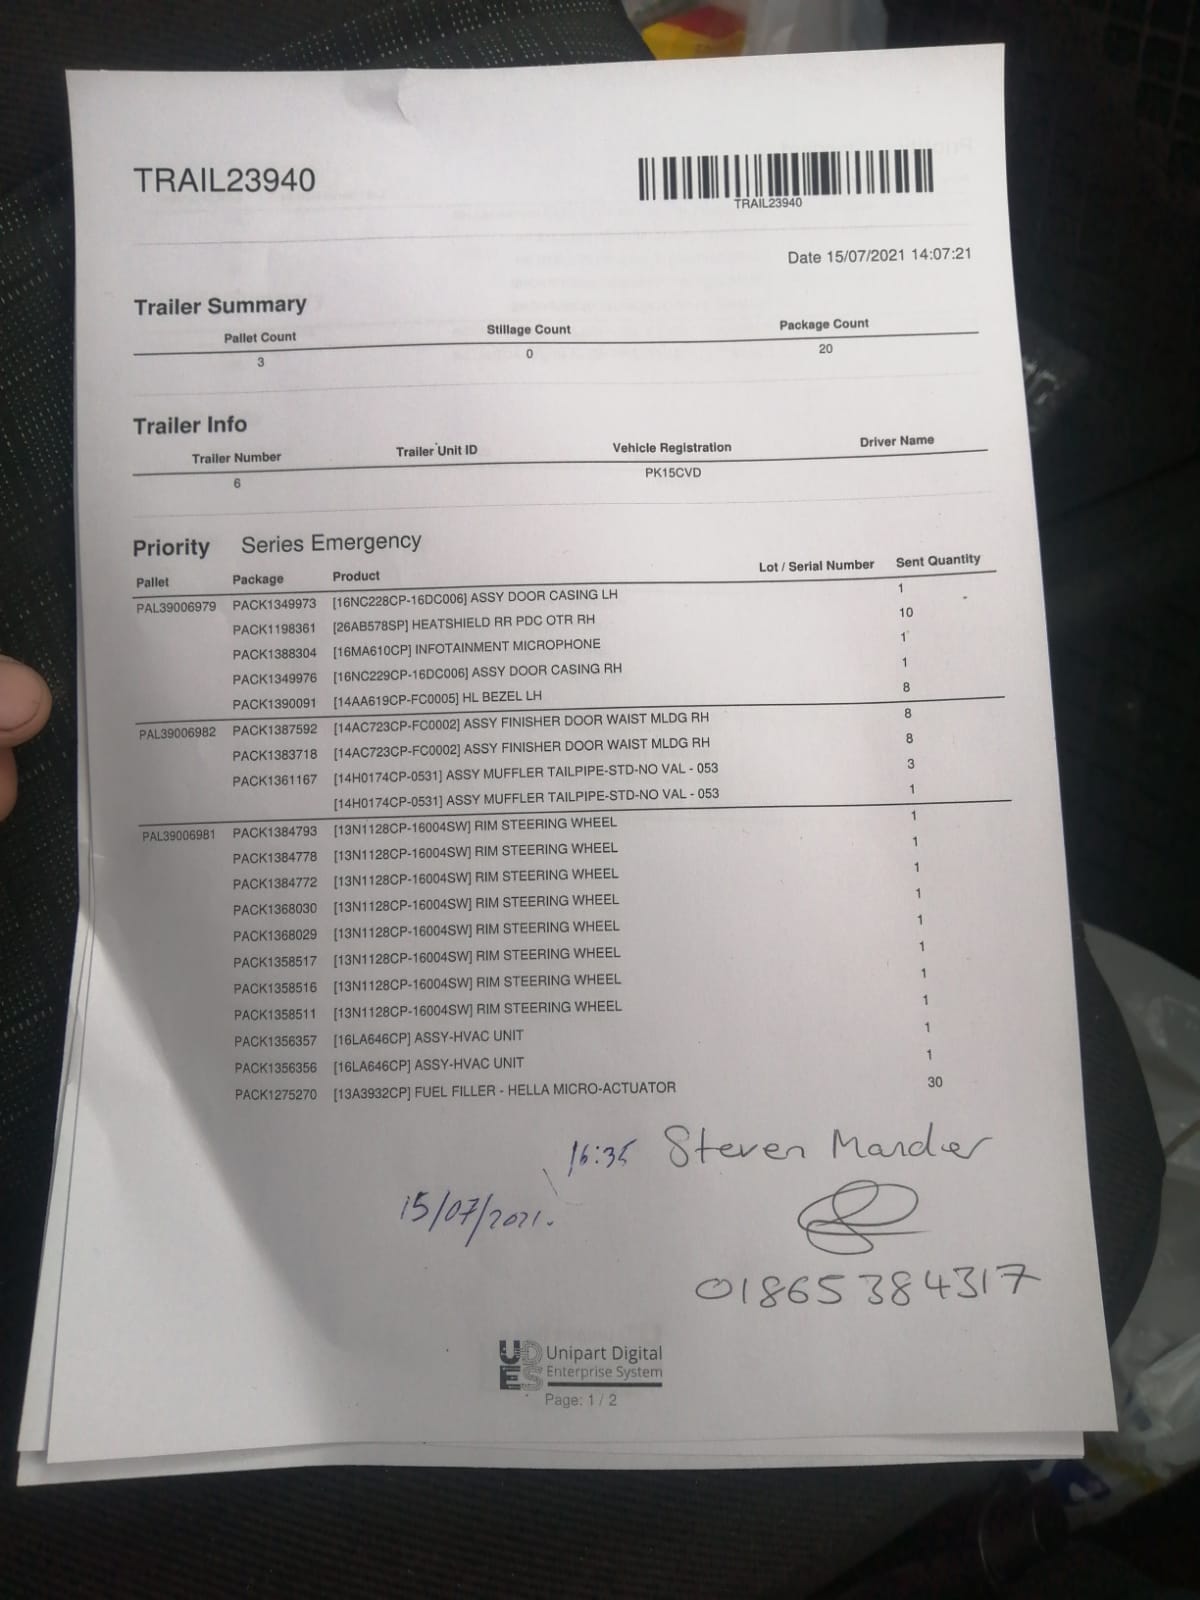 TRAIL23940
TRAIL23940
Date 15/07/2021 14:07:21
Trailer Summary
Pallet Count Stillage Count Package Count
3 0 20
Trailer Info
Trailer Number Trailer Unit ID Vehicle Registration Driver Name
6 PK15CVD
Priority Series Emergency
Pallet Package Product Lot / Serial Number Sent Quantity
PAL39006979 PACK1349973 [16NC228CP-16DC006] ASSY DOOR CASING LH 1
PACK1198361 [26AB578SP] HEATSHIELD RR PDC OTR RH 10
PACK1388304 [16MA610CP] INFOTAINMENT MICROPHONE 1
PACK1349976 [16NC229CP-16DC006] ASSY DOOR CASING RH 1
PACK1390091 [14AA619CP-FC0005] HL BEZEL LH 8
PAL39006982 PACK1387592 [14AC723CP-FC0002] ASSY FINISHER DOOR WAIST MLDG RH 8
PACK1383718 [14AC723CP-FC0002] ASSY FINISHER DOOR WAIST MLDG RH 8
PACK1361167 [14H0174CP-0531] ASSY MUFFLER TAILPIPE-STD-NO VAL - 053 3
[14H0174CP-0531] ASSY MUFFLER TAILPIPE-STD-NO VAL - 053 1
PAL39006981 PACK1384793 [13N1128CP-16004SW] RIM STEERING WHEEL 1
PACK1384778 [13N1128CP-16004SW] RIM STEERING WHEEL 1
PACK1384772 [13N1128CP-16004SW] RIM STEERING WHEEL 1
PACK1368030 [13N1128CP-16004SW] RIM STEERING WHEEL 1
PACK1368029 [13N1128CP-16004SW] RIM STEERING WHEEL 1
PACK1358517 [13N1128CP-16004SW] RIM STEERING WHEEL 1
PACK1358516 [13N1128CP-16004SW] RIM STEERING WHEEL 1
PACK1358511 [13N1128CP-16004SW] RIM STEERING WHEEL 1
PACK1356357 [16LA646CP] ASSY-HVAC UNIT 1
PACK1356356 [16LA646CP] ASSY-HVAC UNIT 1
PACK1275270 [13A3932CP] FUEL FILLER - HELLA MICRO-ACTUATOR 30
16:35 Steven Mander
15/07/2021.
01865 384317
UDES Unipart Digital
Enterprise System
Page: 1 / 2